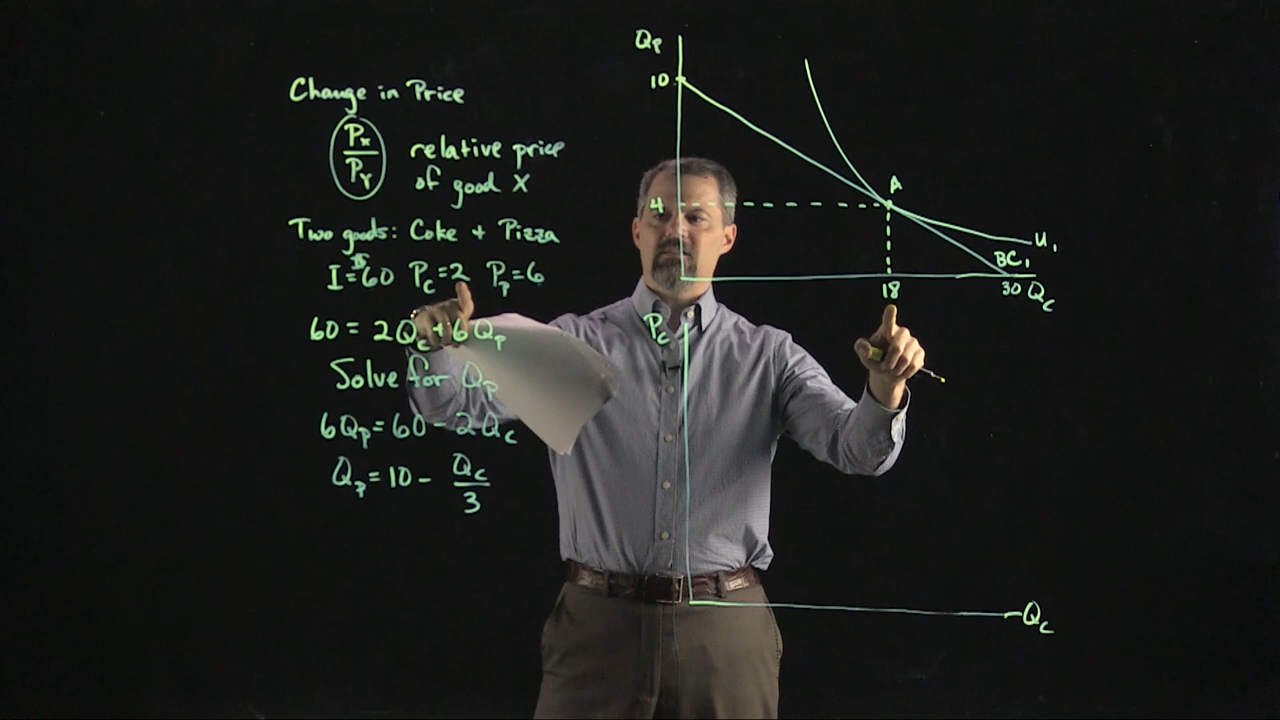 Change in Price
Px
Py
relative price
of good X
Two goods: Coke + Pizza
I=$60 Pc=2 Pp=6
60 = 2Qc+6Qp
Solve for Qp
6Qp=60-2Qc
Qp=10- Qc
3
Qp
10
A
4
U1
BC1
18
30 Qc
Pc
Qc